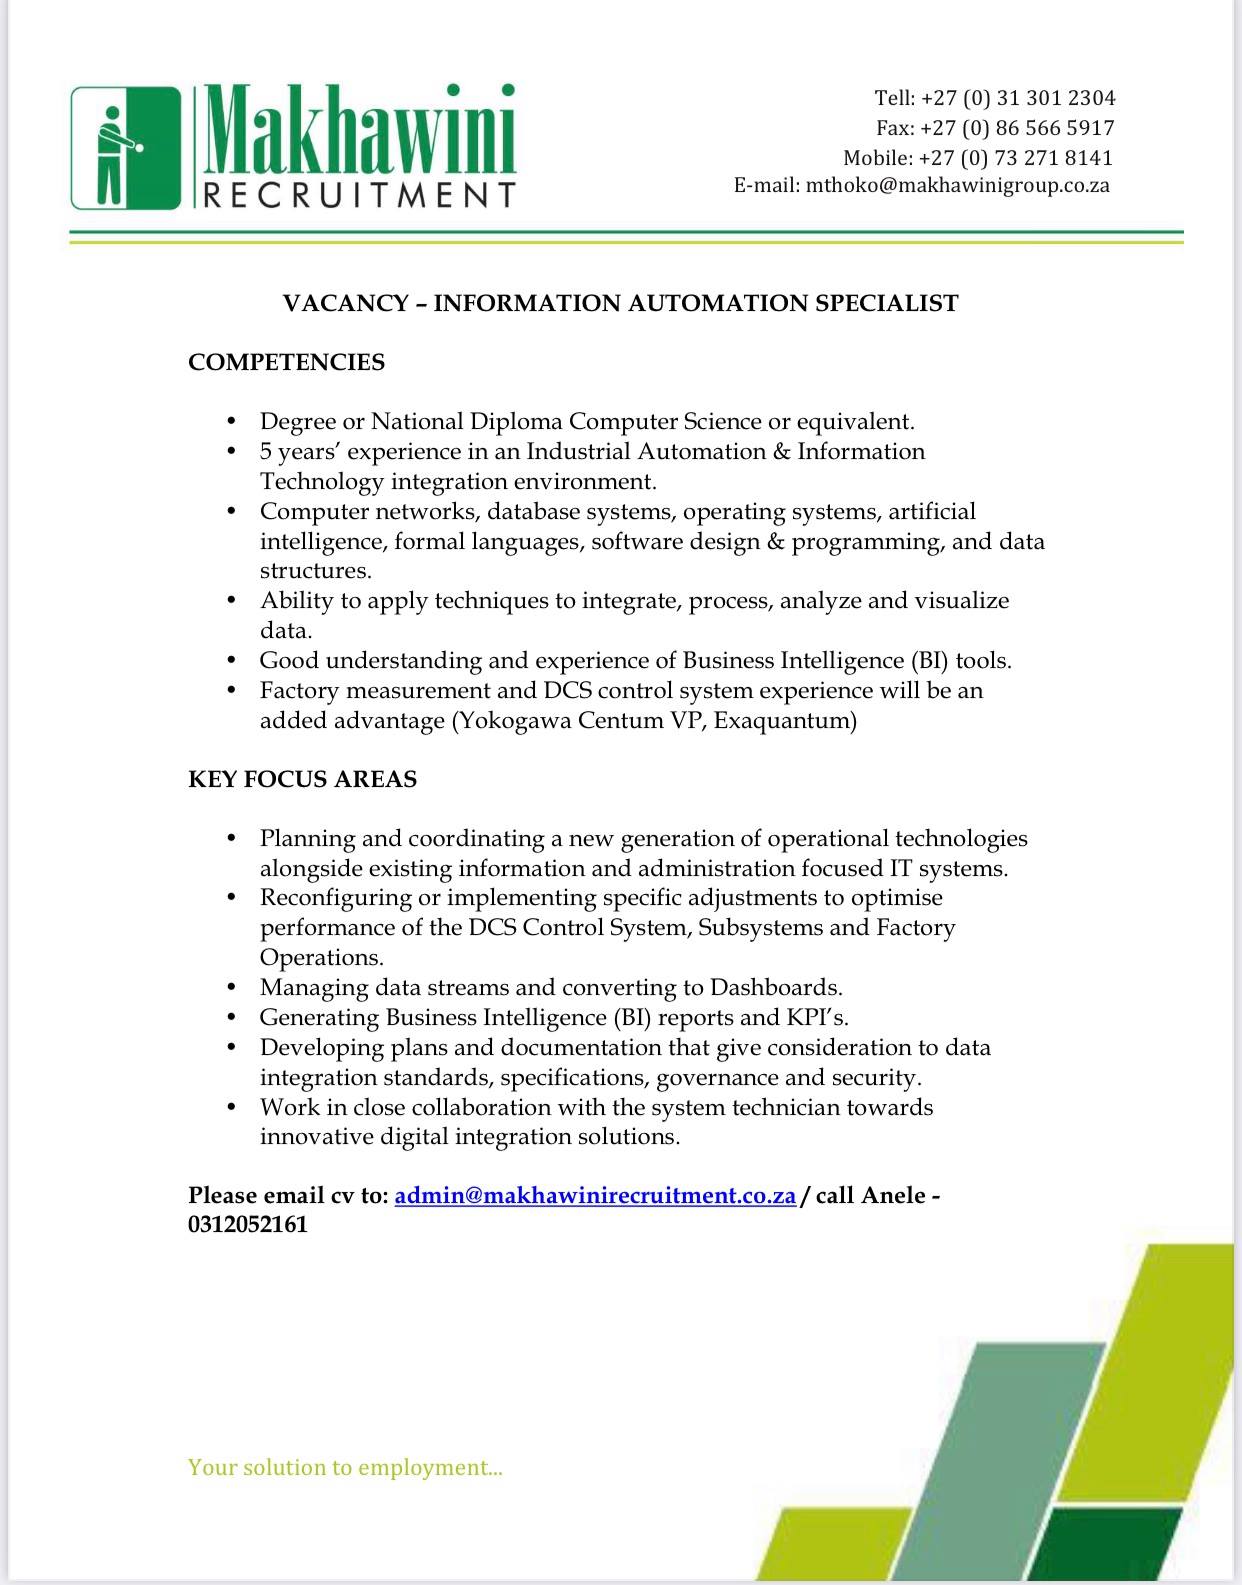 Makhawini
RECRUITMENT
Tell: +27 (0) 31 301 2304
Fax: +27 (0) 86 566 5917
Mobile: +27 (0) 73 271 8141
E-mail: mthoko@makhawinigroup.co.za
VACANCY – INFORMATION AUTOMATION SPECIALIST
COMPETENCIES
• Degree or National Diploma Computer Science or equivalent.
• 5 years’ experience in an Industrial Automation & Information
Technology integration environment.
• Computer networks, database systems, operating systems, artificial
intelligence, formal languages, software design & programming, and data
structures.
• Ability to apply techniques to integrate, process, analyze and visualize
data.
• Good understanding and experience of Business Intelligence (BI) tools.
• Factory measurement and DCS control system experience will be an
added advantage (Yokogawa Centum VP, Exaquantum)
KEY FOCUS AREAS
• Planning and coordinating a new generation of operational technologies
alongside existing information and administration focused IT systems.
• Reconfiguring or implementing specific adjustments to optimise
performance of the DCS Control System, Subsystems and Factory
Operations.
• Managing data streams and converting to Dashboards.
• Generating Business Intelligence (BI) reports and KPI’s.
• Developing plans and documentation that give consideration to data
integration standards, specifications, governance and security.
• Work in close collaboration with the system technician towards
innovative digital integration solutions.
Please email cv to: admin@makhawinirecruitment.co.za / call Anele -
0312052161
Your solution to employment...